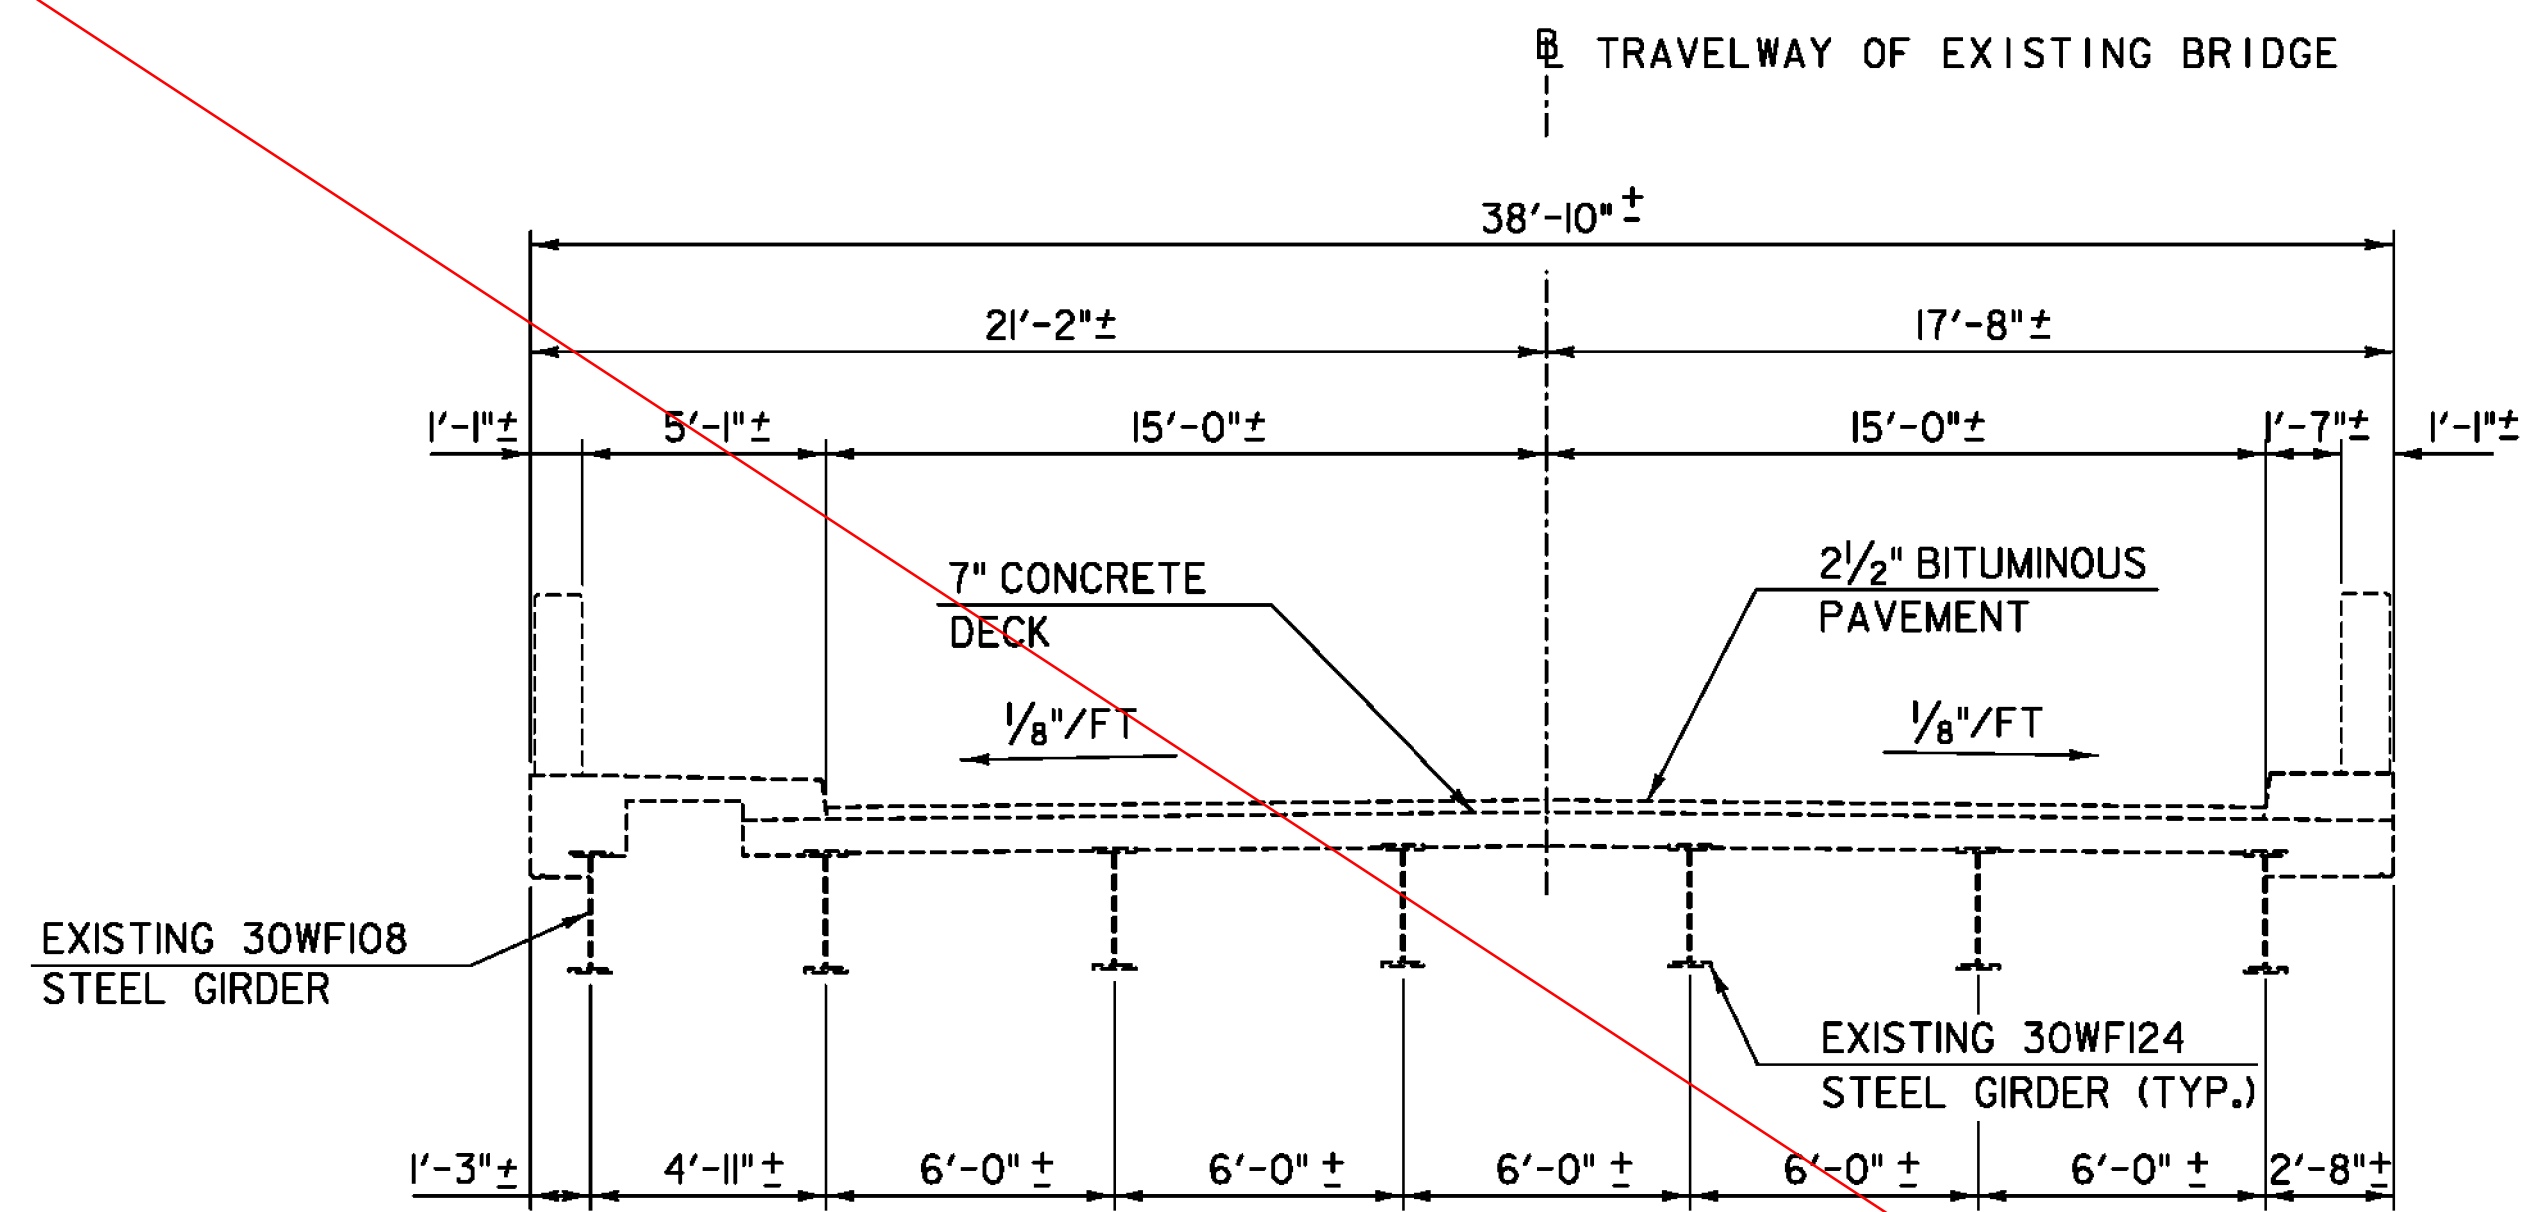 ℄ TRAVELWAY OF EXISTING BRIDGE
38'-10"±
21'-2"±
17'-8"±
1'-1"±
5'-1"±
15'-0"±
15'-0"±
1'-7"±
1'-1"±
7" CONCRETE
DECK
2 1/2" BITUMINOUS
PAVEMENT
1/8"/FT
1/8"/FT
EXISTING 30WF108
STEEL GIRDER
EXISTING 30WF124
STEEL GIRDER (TYP.)
1'-3"±
4'-11"±
6'-0"±
6'-0"±
6'-0"±
6'-0"±
6'-0"±
2'-8"±